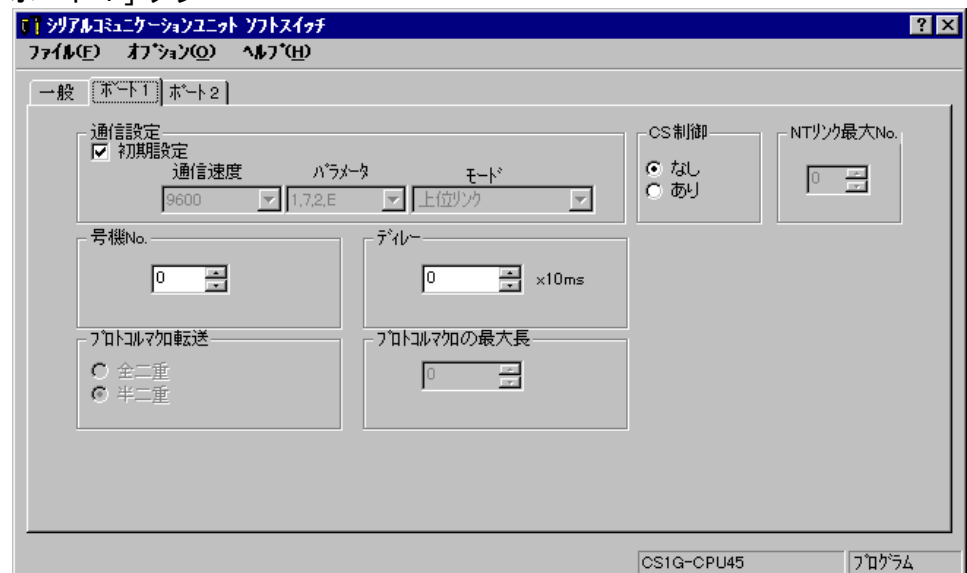 シリアルコミュニケーションユニット ソフトスイッチ
ファイル(F) オプション(O) ヘルプ(H)
一般 ポート1 ポート2
通信設定
初期設定
通信速度 パラメータ モード
9600 1,7,2,E 上位リンク
CS制御
なし
あり
NTリンク最大No.
0
号機No.
0
ディレー
0 ×10ms
プロトコルマクロ転送
全二重
半二重
プロトコルマクロの最大長
0
CS1G-CPU45 プログラム